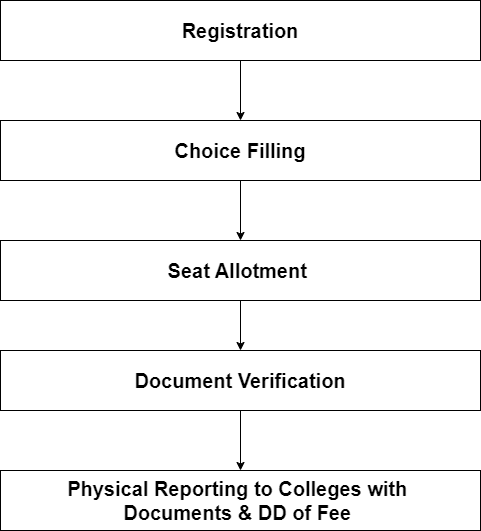 Registration
Choice Filling
Seat Allotment
Document Verification
Physical Reporting to Colleges with
Documents & DD of Fee